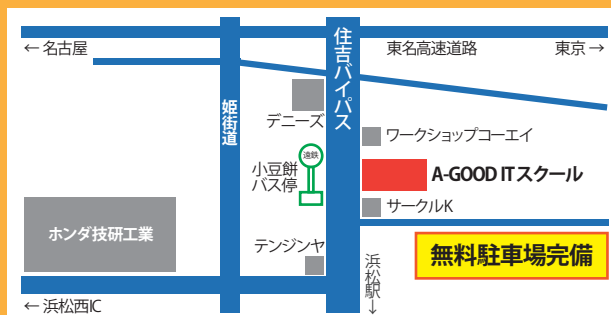 ← 名古屋
東名高速道路
東京 →
住吉バイパス
姫街道
デニーズ
ワークショップコーエイ
遠鉄
小豆餅
バス停
A-GOOD ITスクール
サークルK
ホンダ技研工業
テンジンヤ
無料駐車場完備
浜松駅↓
← 浜松西IC